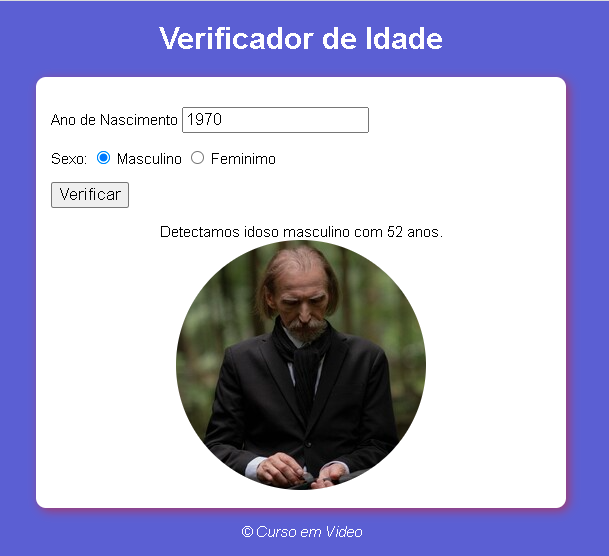 Verificador de Idade
Ano de Nascimento 1970
Sexo: Masculino Feminimo
Verificar
Detectamos idoso masculino com 52 anos.
© Curso em Video